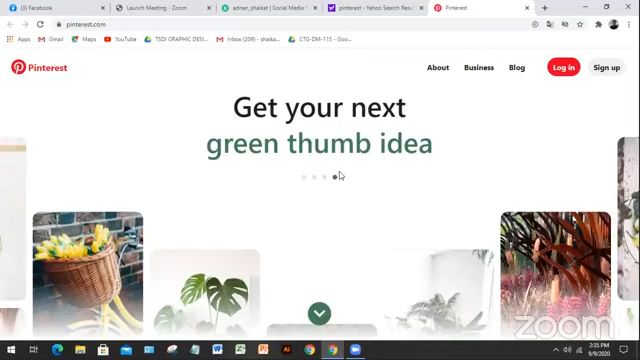 (3) Facebook
Launch Meeting - Zoom
adnan_shaikat | Social Media M
pinterest - Yahoo Search Resu
Pinterest
pinterest.com
Apps
Gmail
Maps
YouTube
TSDI GRAPHIC DESI...
Inbox (309) - shaika...
CTG-DM-115 - Goo...
Pinterest
About
Business
Blog
Log in
Sign up
Get your next
green thumb idea
zoom
2:35 PM
9/9/2020